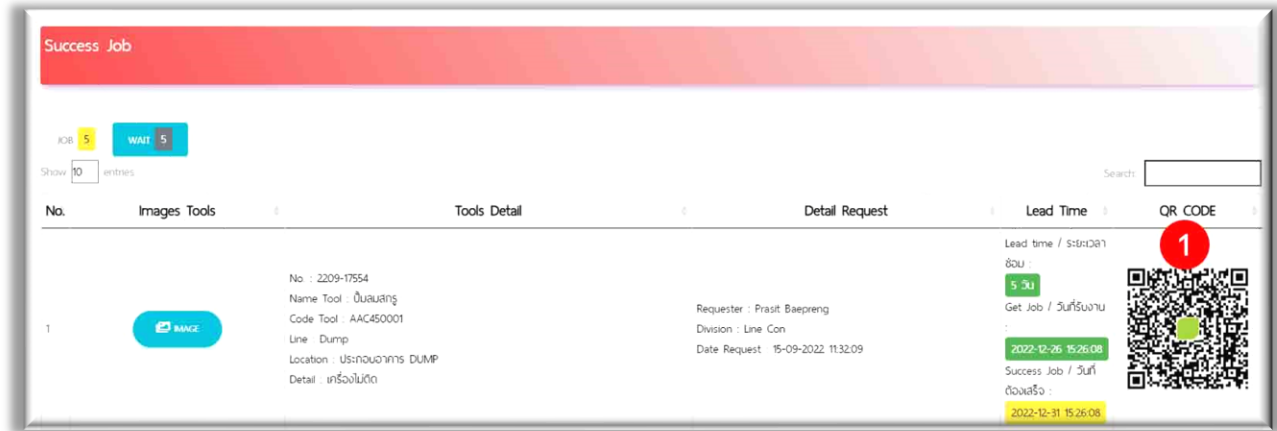 Success Job
JOB 5 WAIT 5
Show 10 entries
Search:
No. Images Tools Tools Detail Detail Request Lead Time QR CODE
1
1
IMAGE
No. : 2209-17554
Name Tool : ปั๊มลมสกรู
Code Tool : AAC450001
Line Dump
Location : ประกอบอาคาร DUMP
Detail : เครื่องไม่ติด
Requester : Prasit Baepreng
Division : Line Con
Date Request 15-09-2022 11:32:09
Lead time / ระยะเวลา
ซ่อม :
5 วัน
Get Job / วันที่รับงาน
:
2022-12-26 15:26:08
Success Job / วันที่
ต้องเสร็จ :
2022-12-31 15:26:08